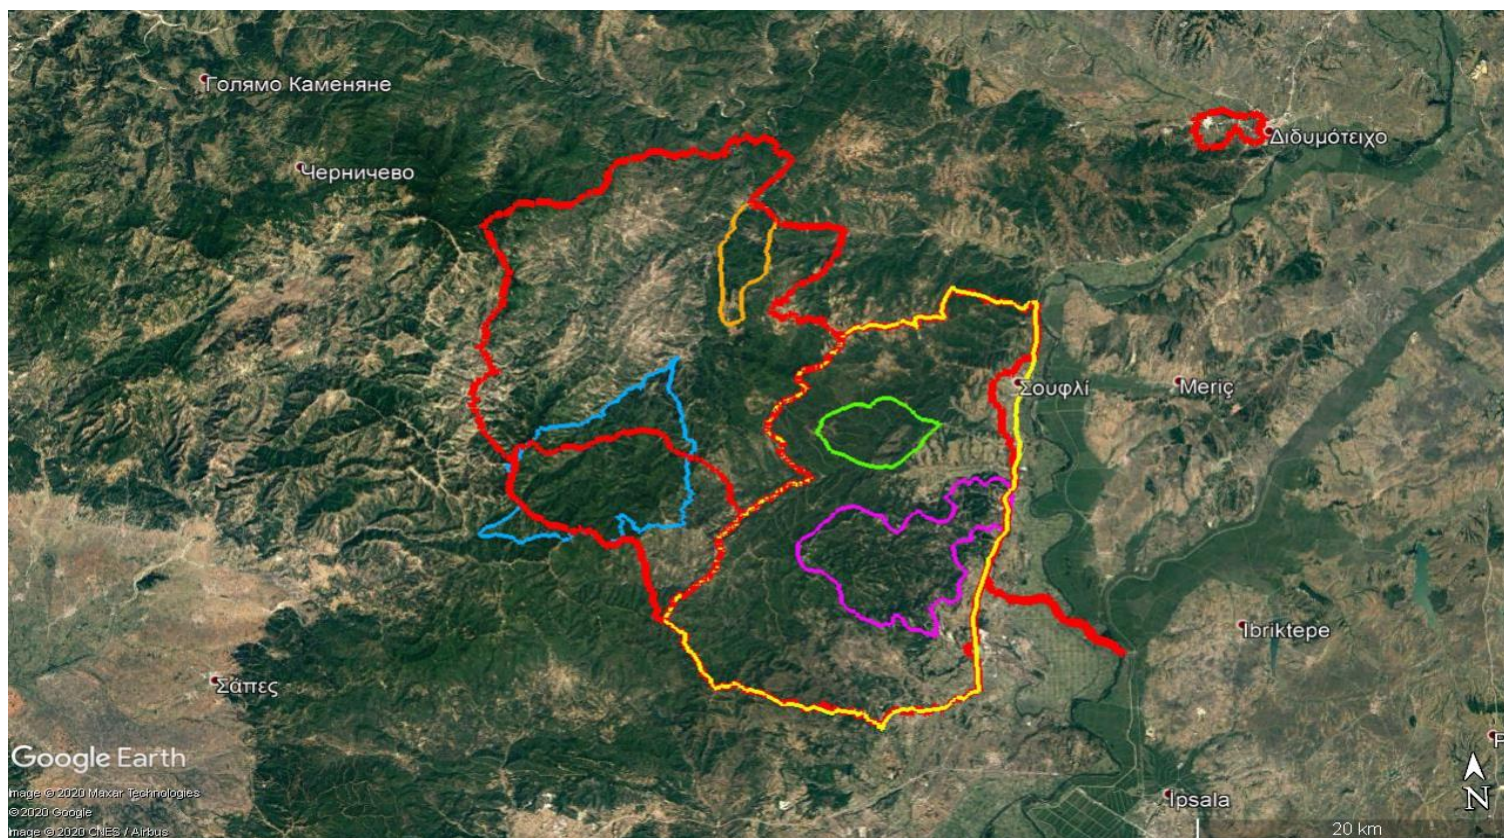 Голямо Каменяне
Διδυμότειχο
Черничево
Σουφλί
Meriç
Ibriktepe
Σάπες
Google Earth
Image © 2020 Maxar Technologies
© 2020 Google
Image © 2020 CNES / Airbus
N
Ipsala
20 km